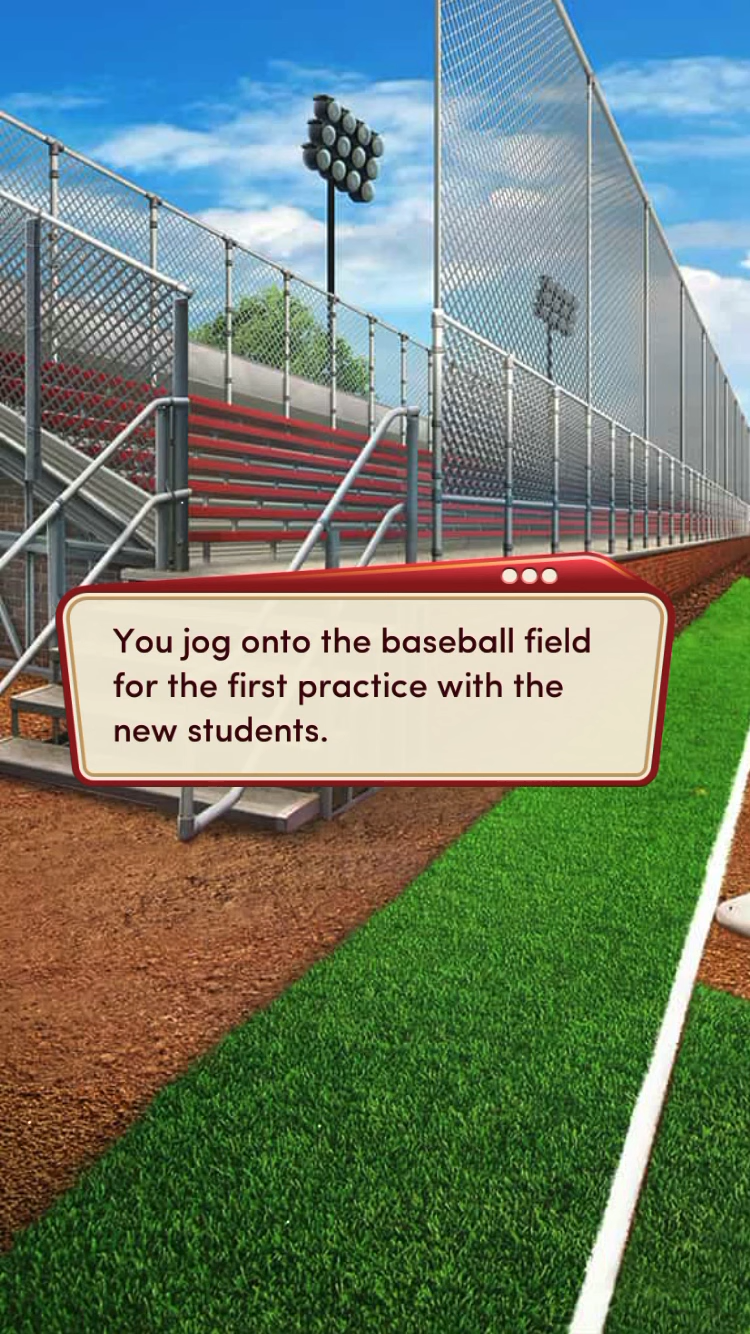 You jog onto the baseball field
for the first practice with the
new students.